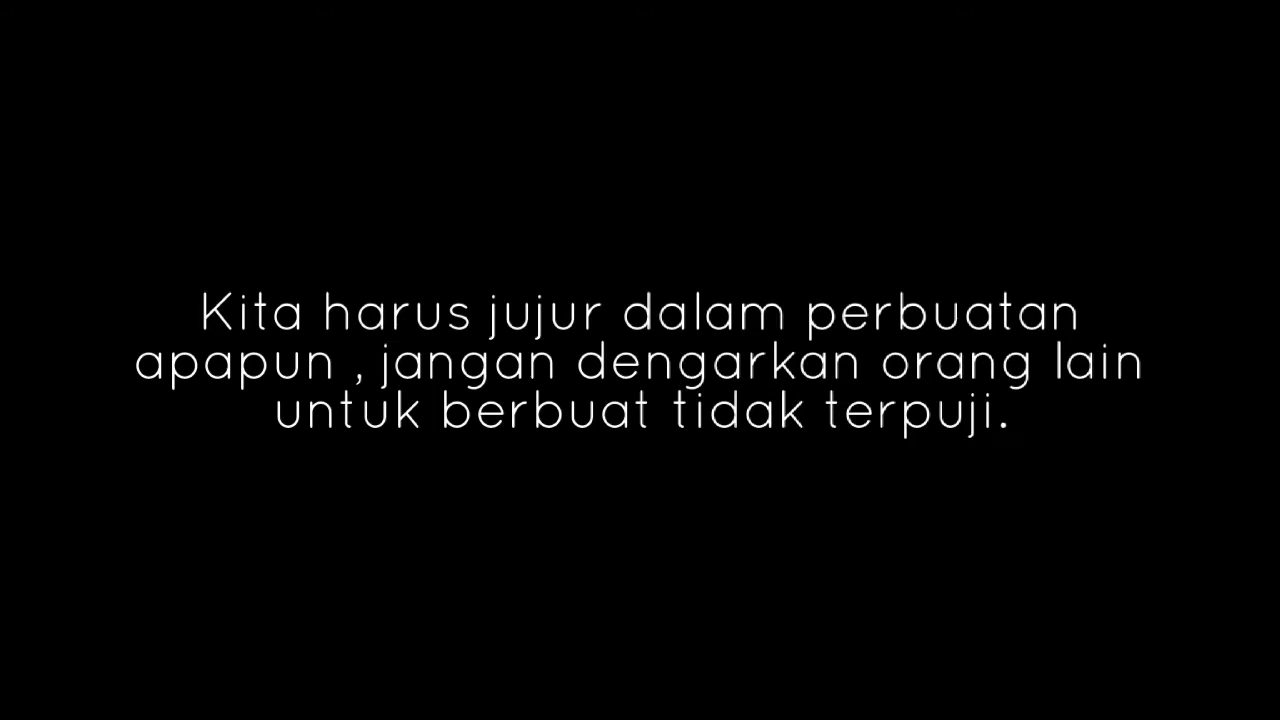 Kita harus jujur dalam perbuatan
apapun , jangan dengarkan orang lain
untuk berbuat tidak terpuji.